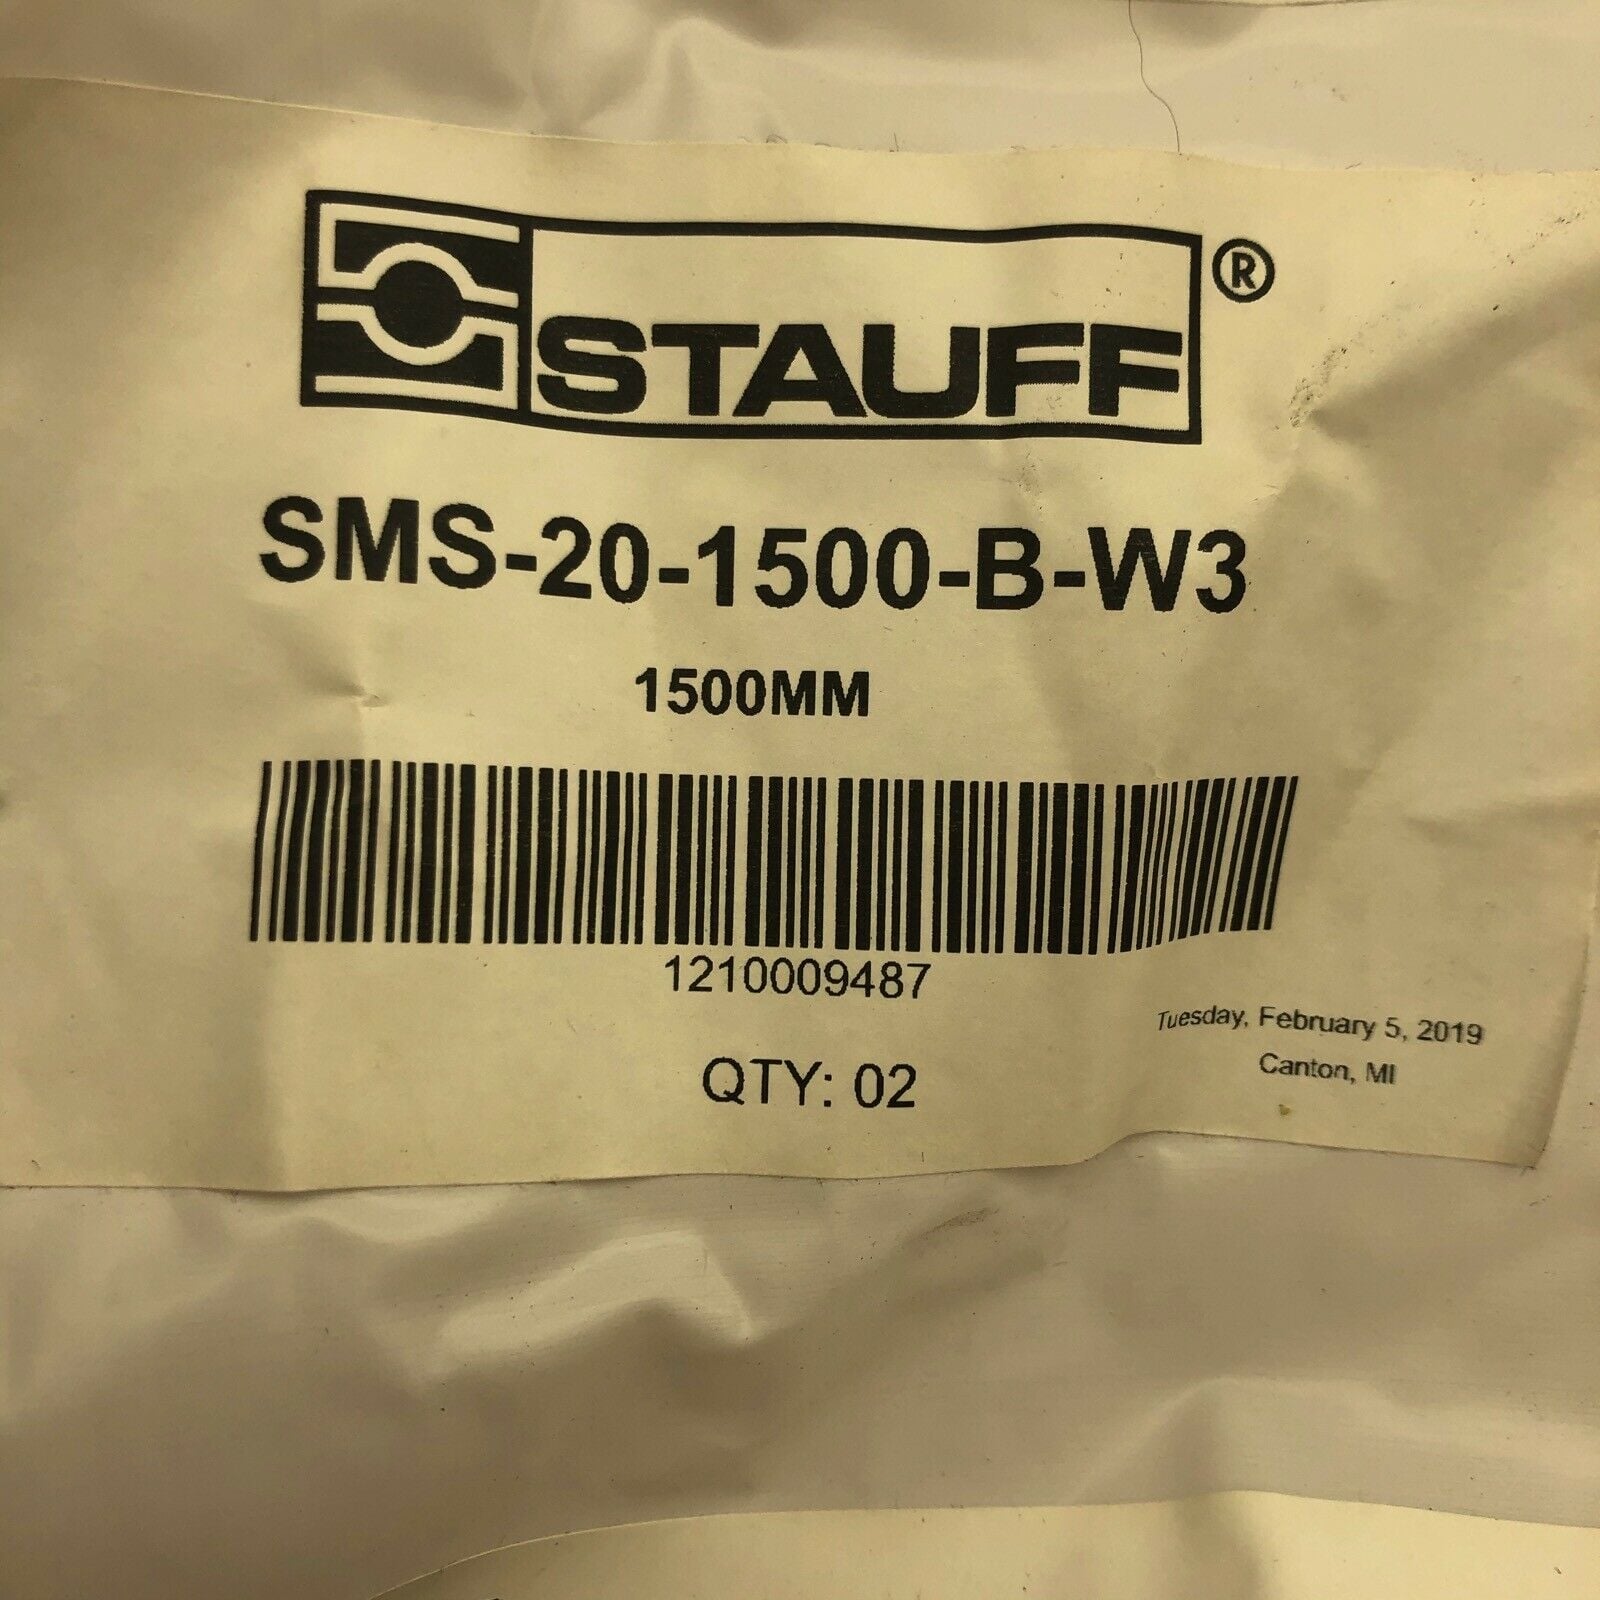 STAUFF®
SMS-20-1500-B-W3
1500MM
1210009487
Tuesday, February 5, 2019
Canton, MI
QTY: 02